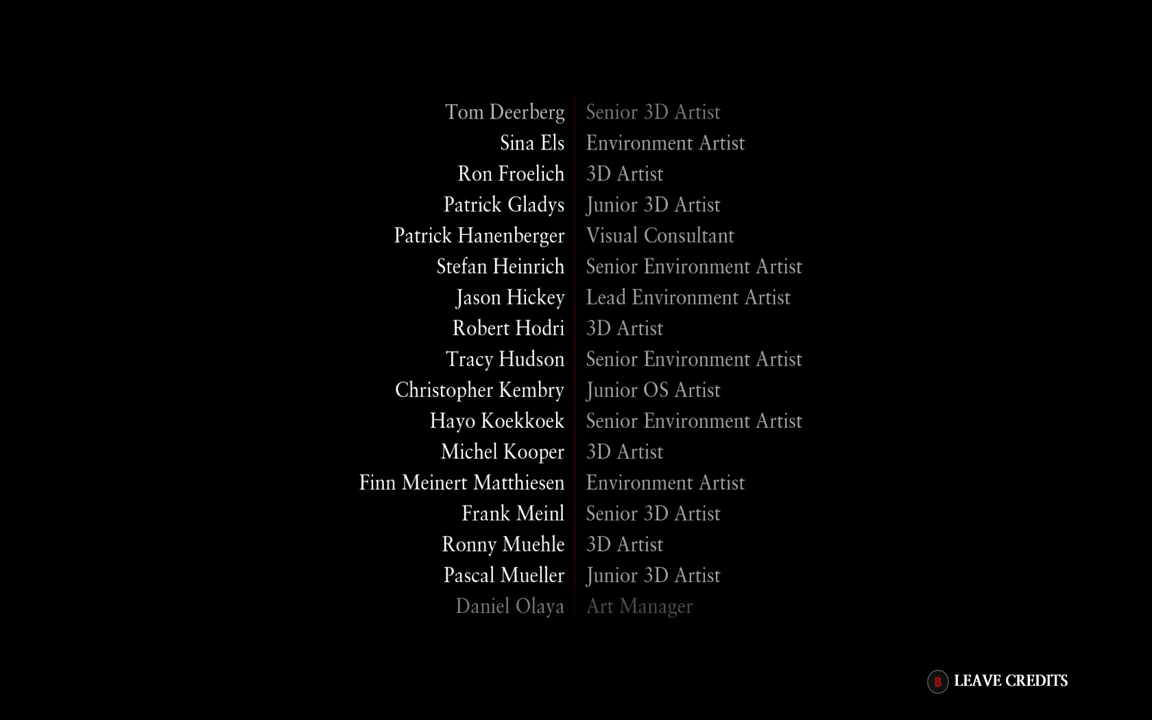 Tom Deerberg Senior 3D Artist
Sina Els Environment Artist
Ron Froelich 3D Artist
Patrick Gladys Junior 3D Artist
Patrick Hanenberger Visual Consultant
Stefan Heinrich Senior Environment Artist
Jason Hickey Lead Environment Artist
Robert Hodri 3D Artist
Tracy Hudson Senior Environment Artist
Christopher Kembry Junior OS Artist
Hayo Koekkoek Senior Environment Artist
Michel Kooper 3D Artist
Finn Meinert Matthiesen Environment Artist
Frank Meinl Senior 3D Artist
Ronny Muehle 3D Artist
Pascal Mueller Junior 3D Artist
Daniel Olaya Art Manager
B LEAVE CREDITS